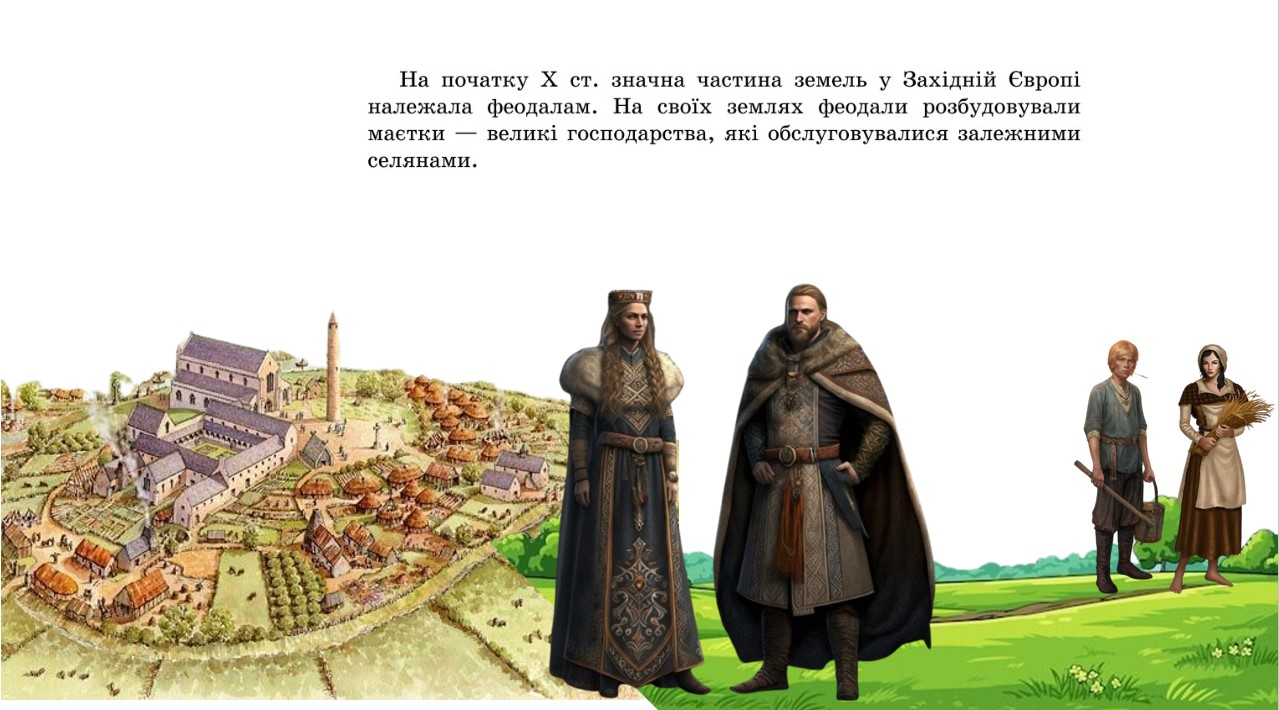 На початку X ст. значна частина земель у Західній Європі
належала феодалам. На своїх землях феодали розбудовували
маєтки — великі господарства, які обслуговувалися залежними
селянами.